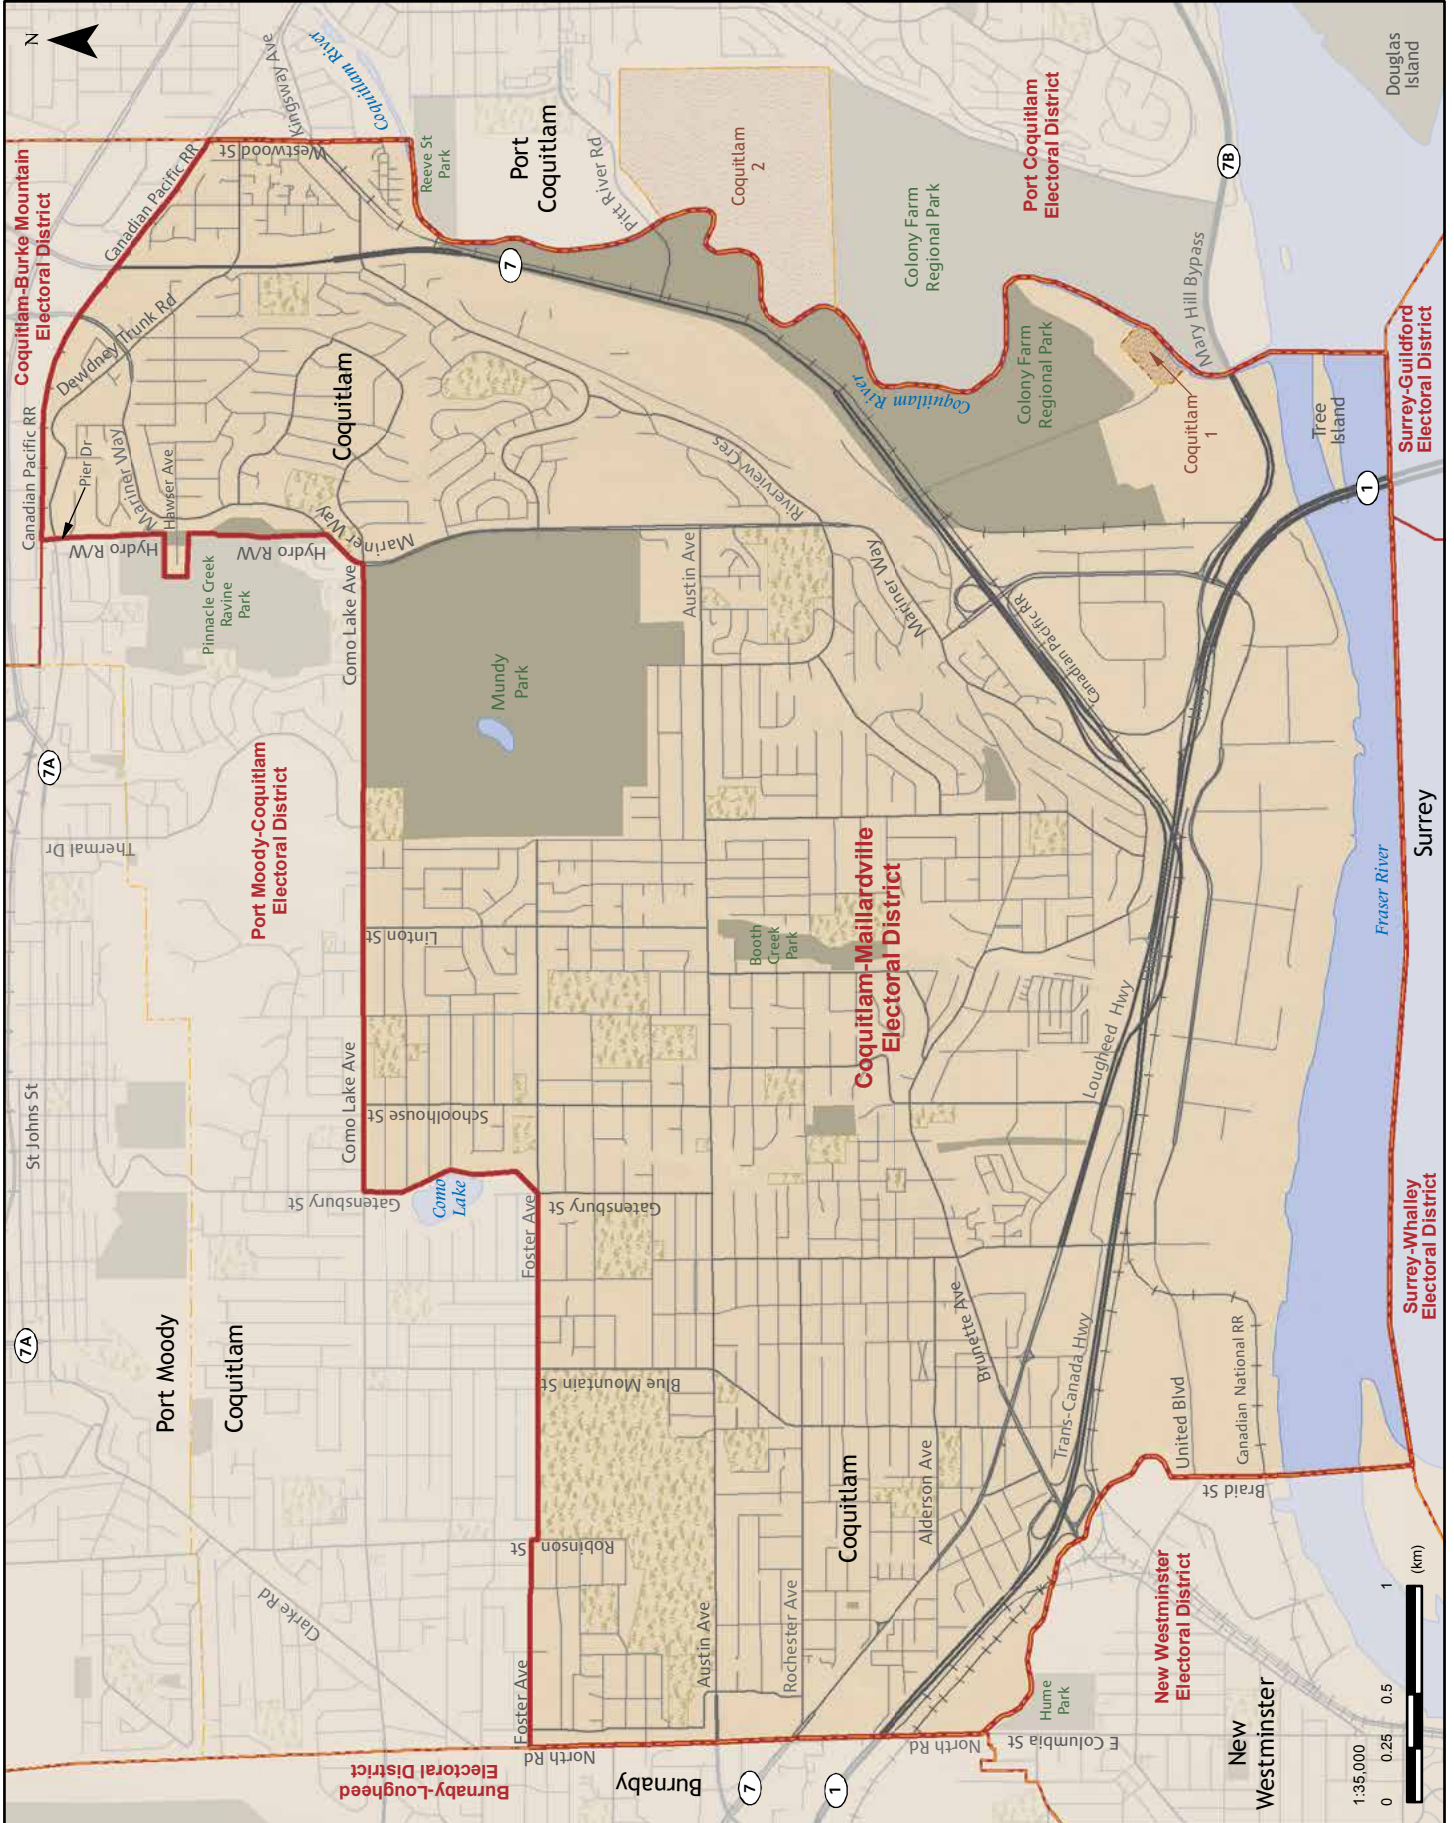 N
Coquitlam-Burke Mountain
Electoral District
Canadian Pacific RR
Canadian Pacific RR
Westwood St
Kingsway Ave
Coquitlam River
Coquitlam River
Reeve St
Park
Port
Coquitlam
Pitt River Rd
Coquitlam
2
Colony Farm
Regional Park
Port Coquitlam
Electoral District
7B
Douglas
Island
Dewdney Trunk Rd
Pier Dr
Mariner Way
Hawser Ave
Hydro R/W
Hydro R/W
Pinnacle Creek
Ravine
Park
Coquitlam
7
Mariner Way
Mariner Way
Riverview Cres
Coquitlam River
Colony Farm
Regional Park
Coquitlam
1
Mary Hill Bypass
Tree
Island
1
Surrey-Guildford
Electoral District
Como Lake Ave
Mundy
Park
Austin Ave
Mariner Way
Canadian Pacific RR
7A
Thermal Dr
Port Moody-Coquitlam
Electoral District
Linton St
Booth
Creek
Park
Coquitlam-Maillardville
Electoral District
Lougheed Hwy
Fraser River
Surrey
St Johns St
Como Lake Ave
Schoolhouse St
Gatensbury St
Como
Lake
Foster Ave
Gatensbury St
7A
Port Moody
Coquitlam
Blue Mountain St
Brunette Ave
Trans-Canada Hwy
United Blvd
Canadian National RR
Surrey-Whalley
Electoral District
Clarke Rd
Robinson St
Coquitlam
Alderson Ave
Braid St
Foster Ave
Austin Ave
Rochester Ave
North Rd
North Rd
Burnaby-Lougheed
Electoral District
Burnaby
7
1
E Columbia St
Hume
Park
New Westminster
Electoral District
New
Westminster
1:35,000
0 0.25 0.5 1
(km)